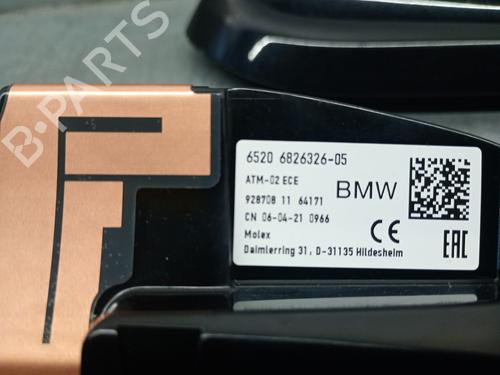 B-PARTS
6520 6826326-05
ATM-02 ECE
928708 11 64171
BMW
CN 06-04-21 0966
Molex
CE
Daimlerring 31, D-31135 Hildesheim
EAC